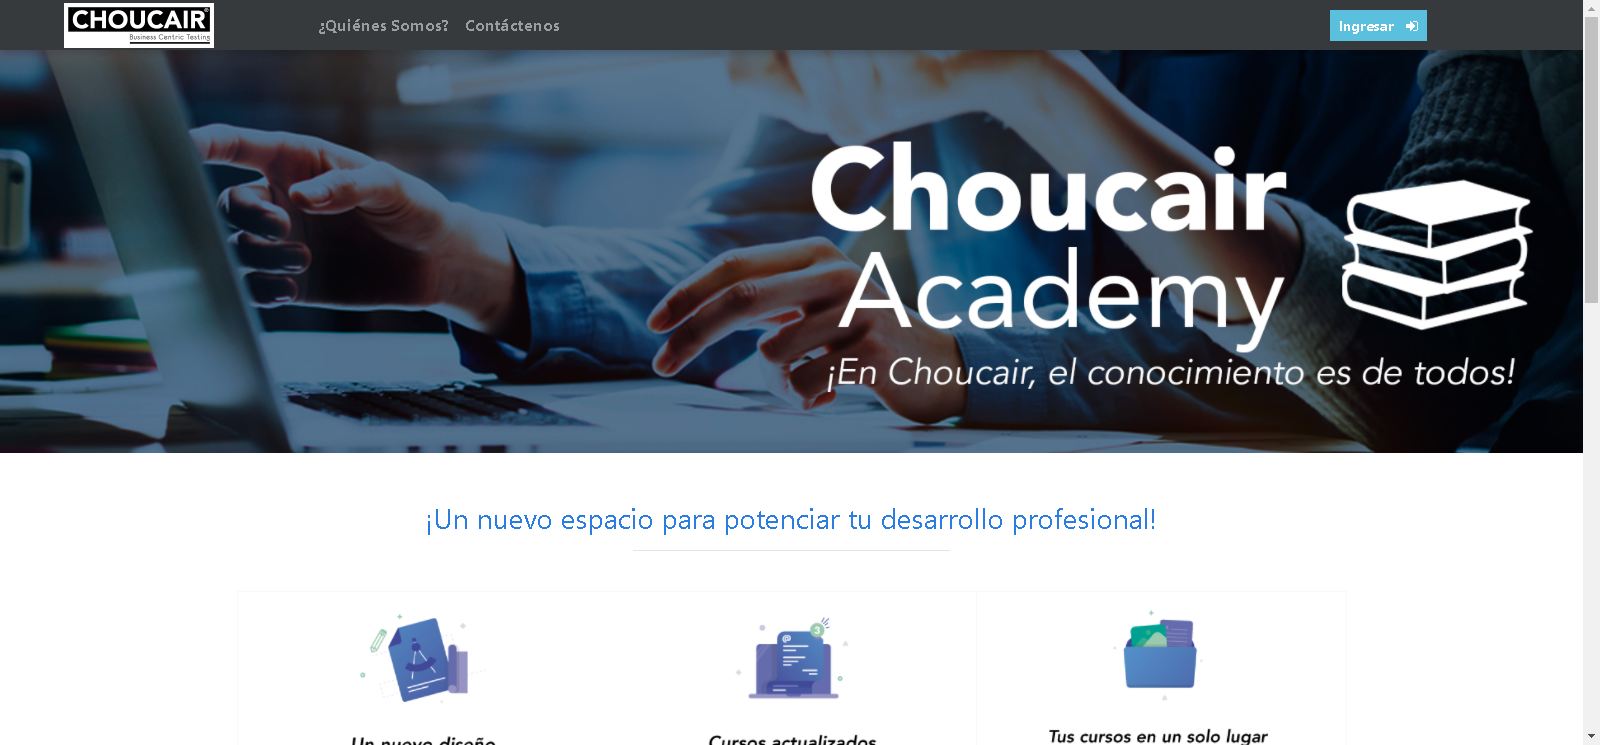 CHOUCAIR®
Business Centric Testing
¿Quiénes Somos? Contáctenos
Ingresar
Choucair
Academy
¡En Choucair, el conocimiento es de todos!
¡Un nuevo espacio para potenciar tu desarrollo profesional!
@
3
Un nuevo diseño
Cursos actualizados
Tus cursos en un solo lugar